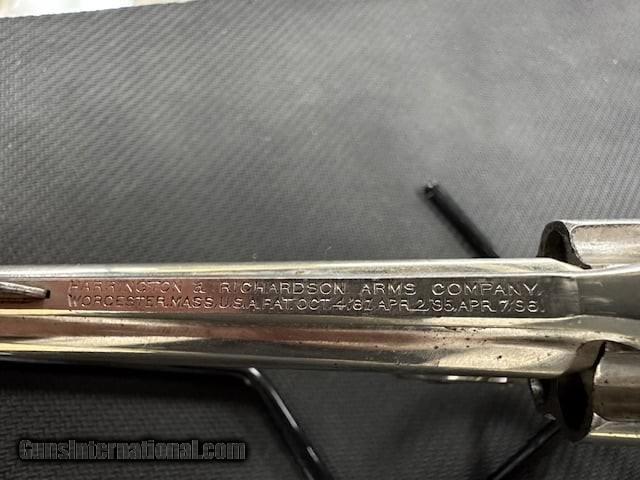 HARRINGTON & RICHARDSON ARMS COMPANY.
WORCESTER, MASS. U.S.A. PAT. OCT. 4, '87. APR. 2, '95, APR. 7, '96.
GunsInternational.com